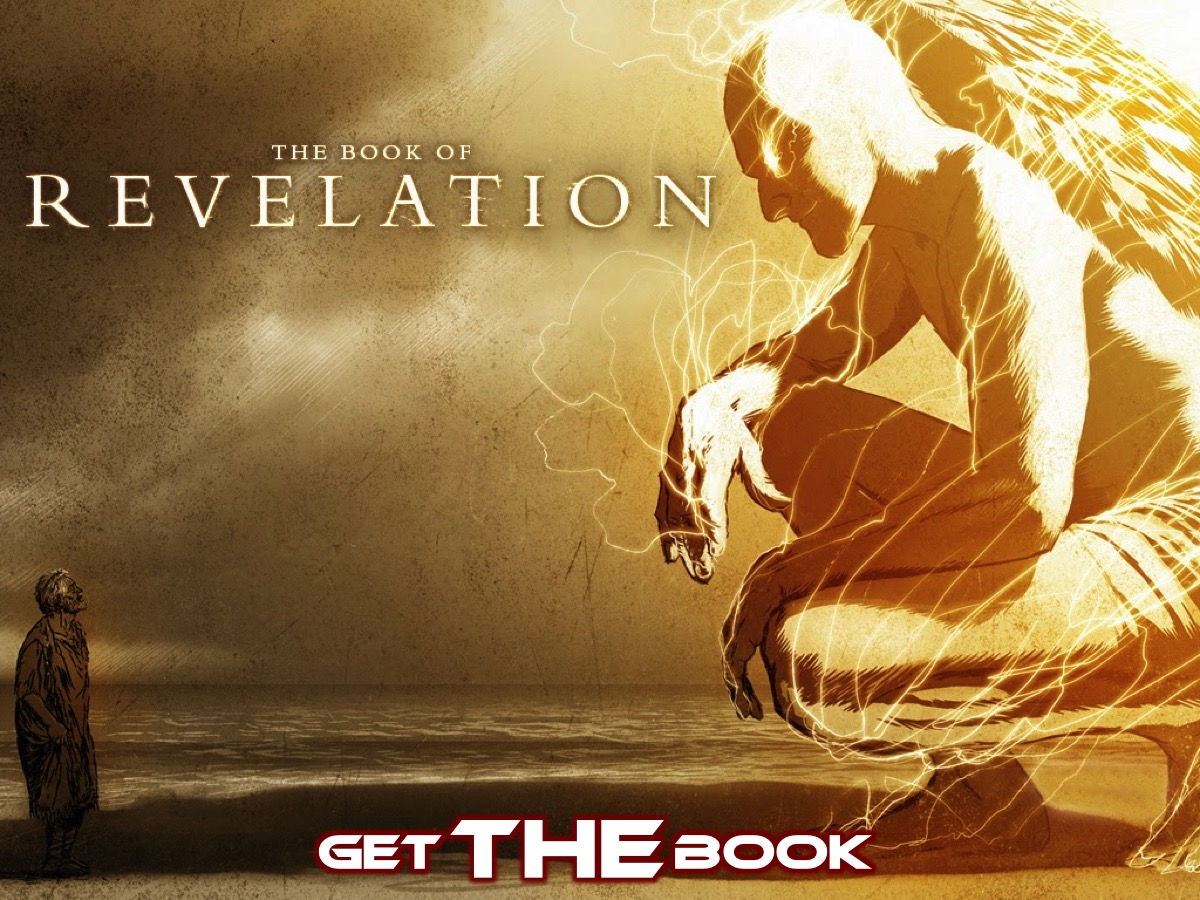 THE BOOK OF
REVELATION
GET THE BOOK